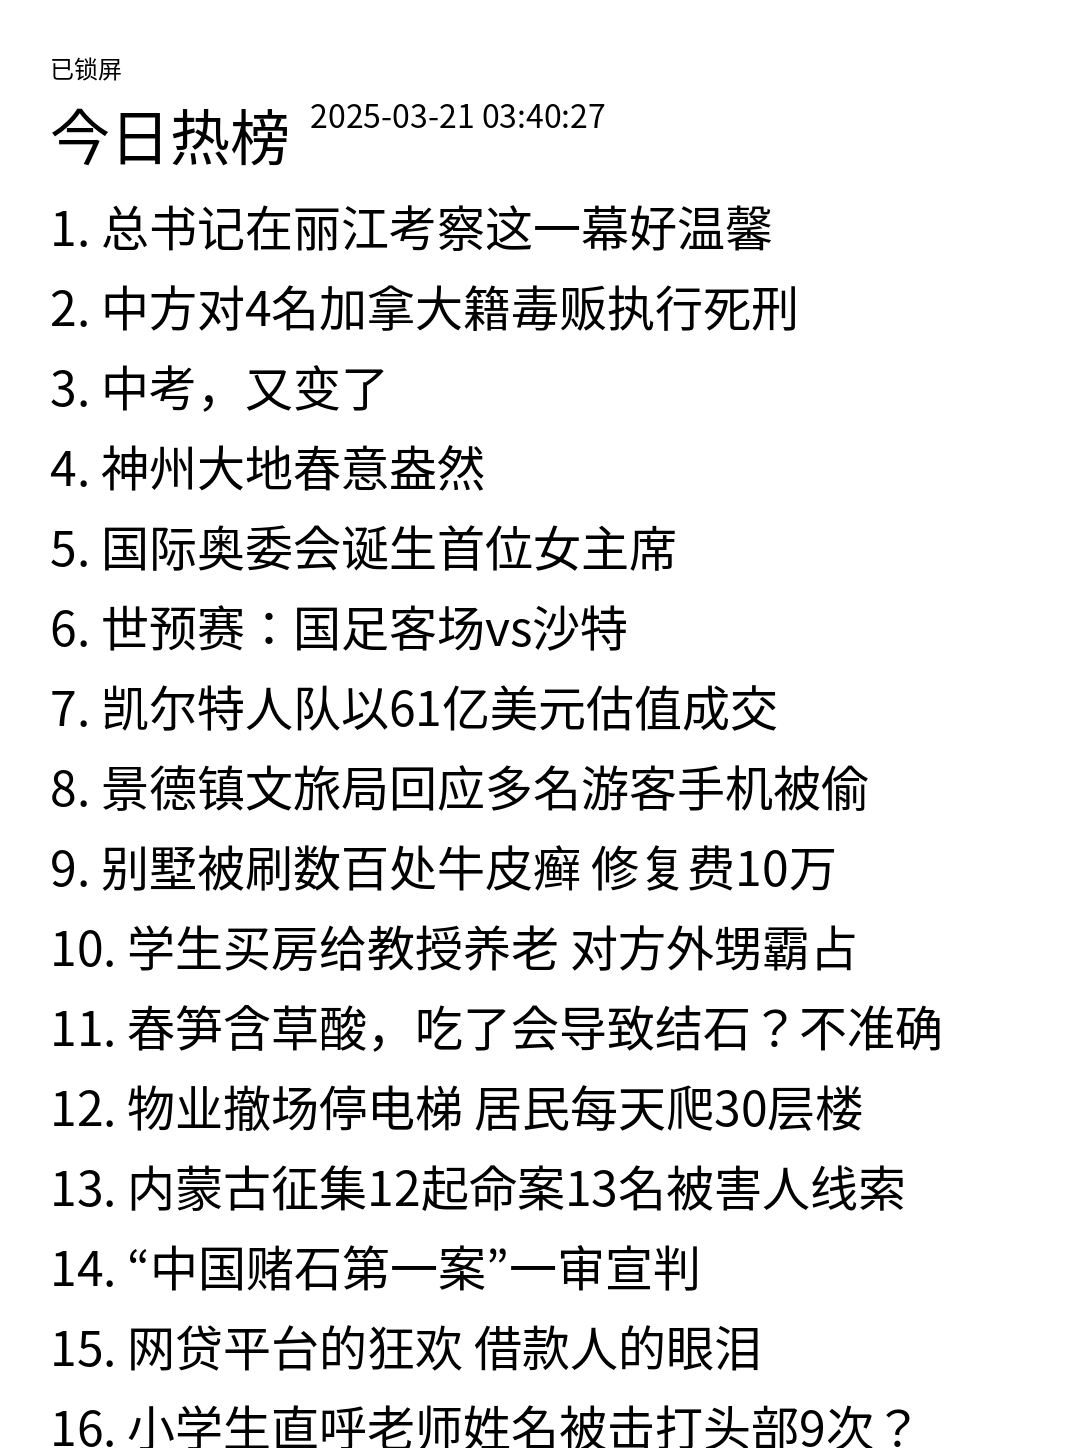 已锁屏
今日热榜 2025-03-21 03:40:27
1. 总书记在丽江考察这一幕好温馨
2. 中方对4名加拿大籍毒贩执行死刑
3. 中考，又变了
4. 神州大地春意盎然
5. 国际奥委会诞生首位女主席
6. 世预赛：国足客场vs沙特
7. 凯尔特人队以61亿美元估值成交
8. 景德镇文旅局回应多名游客手机被偷
9. 别墅被刷数百处牛皮癣 修复费10万
10. 学生买房给教授养老 对方外甥霸占
11. 春笋含草酸，吃了会导致结石？不准确
12. 物业撤场停电梯 居民每天爬30层楼
13. 内蒙古征集12起命案13名被害人线索
14. “中国赌石第一案”一审宣判
15. 网贷平台的狂欢 借款人的眼泪
16. 小学生直呼老师姓名被击打头部9次？